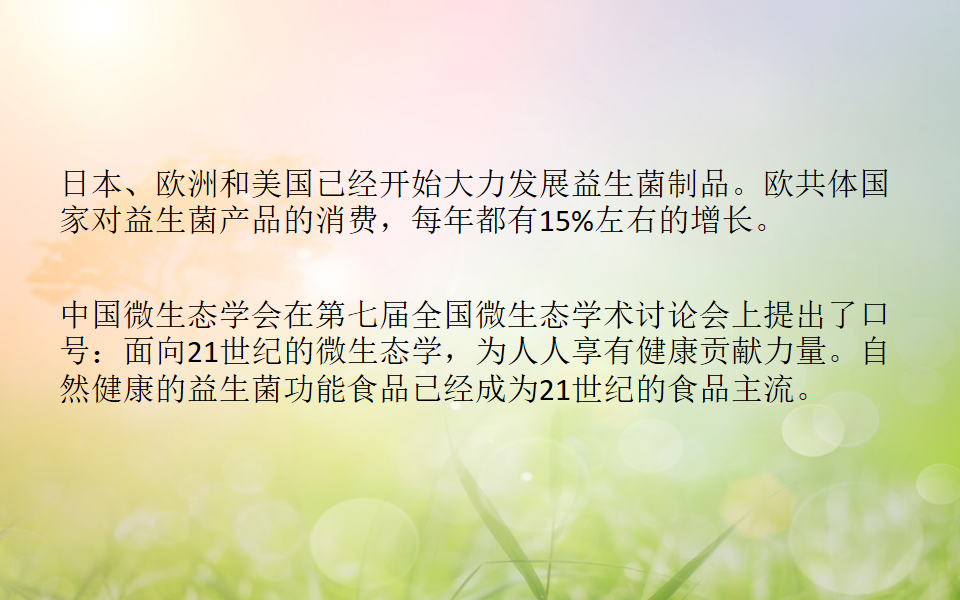 日本、欧洲和美国已经开始大力发展益生菌制品。欧共体国
家对益生菌产品的消费，每年都有15%左右的增长。
中国微生态学会在第七届全国微生态学术讨论会上提出了口
号：面向21世纪的微生态学，为人人享有健康贡献力量。自
然健康的益生菌功能食品已经成为21世纪的食品主流。